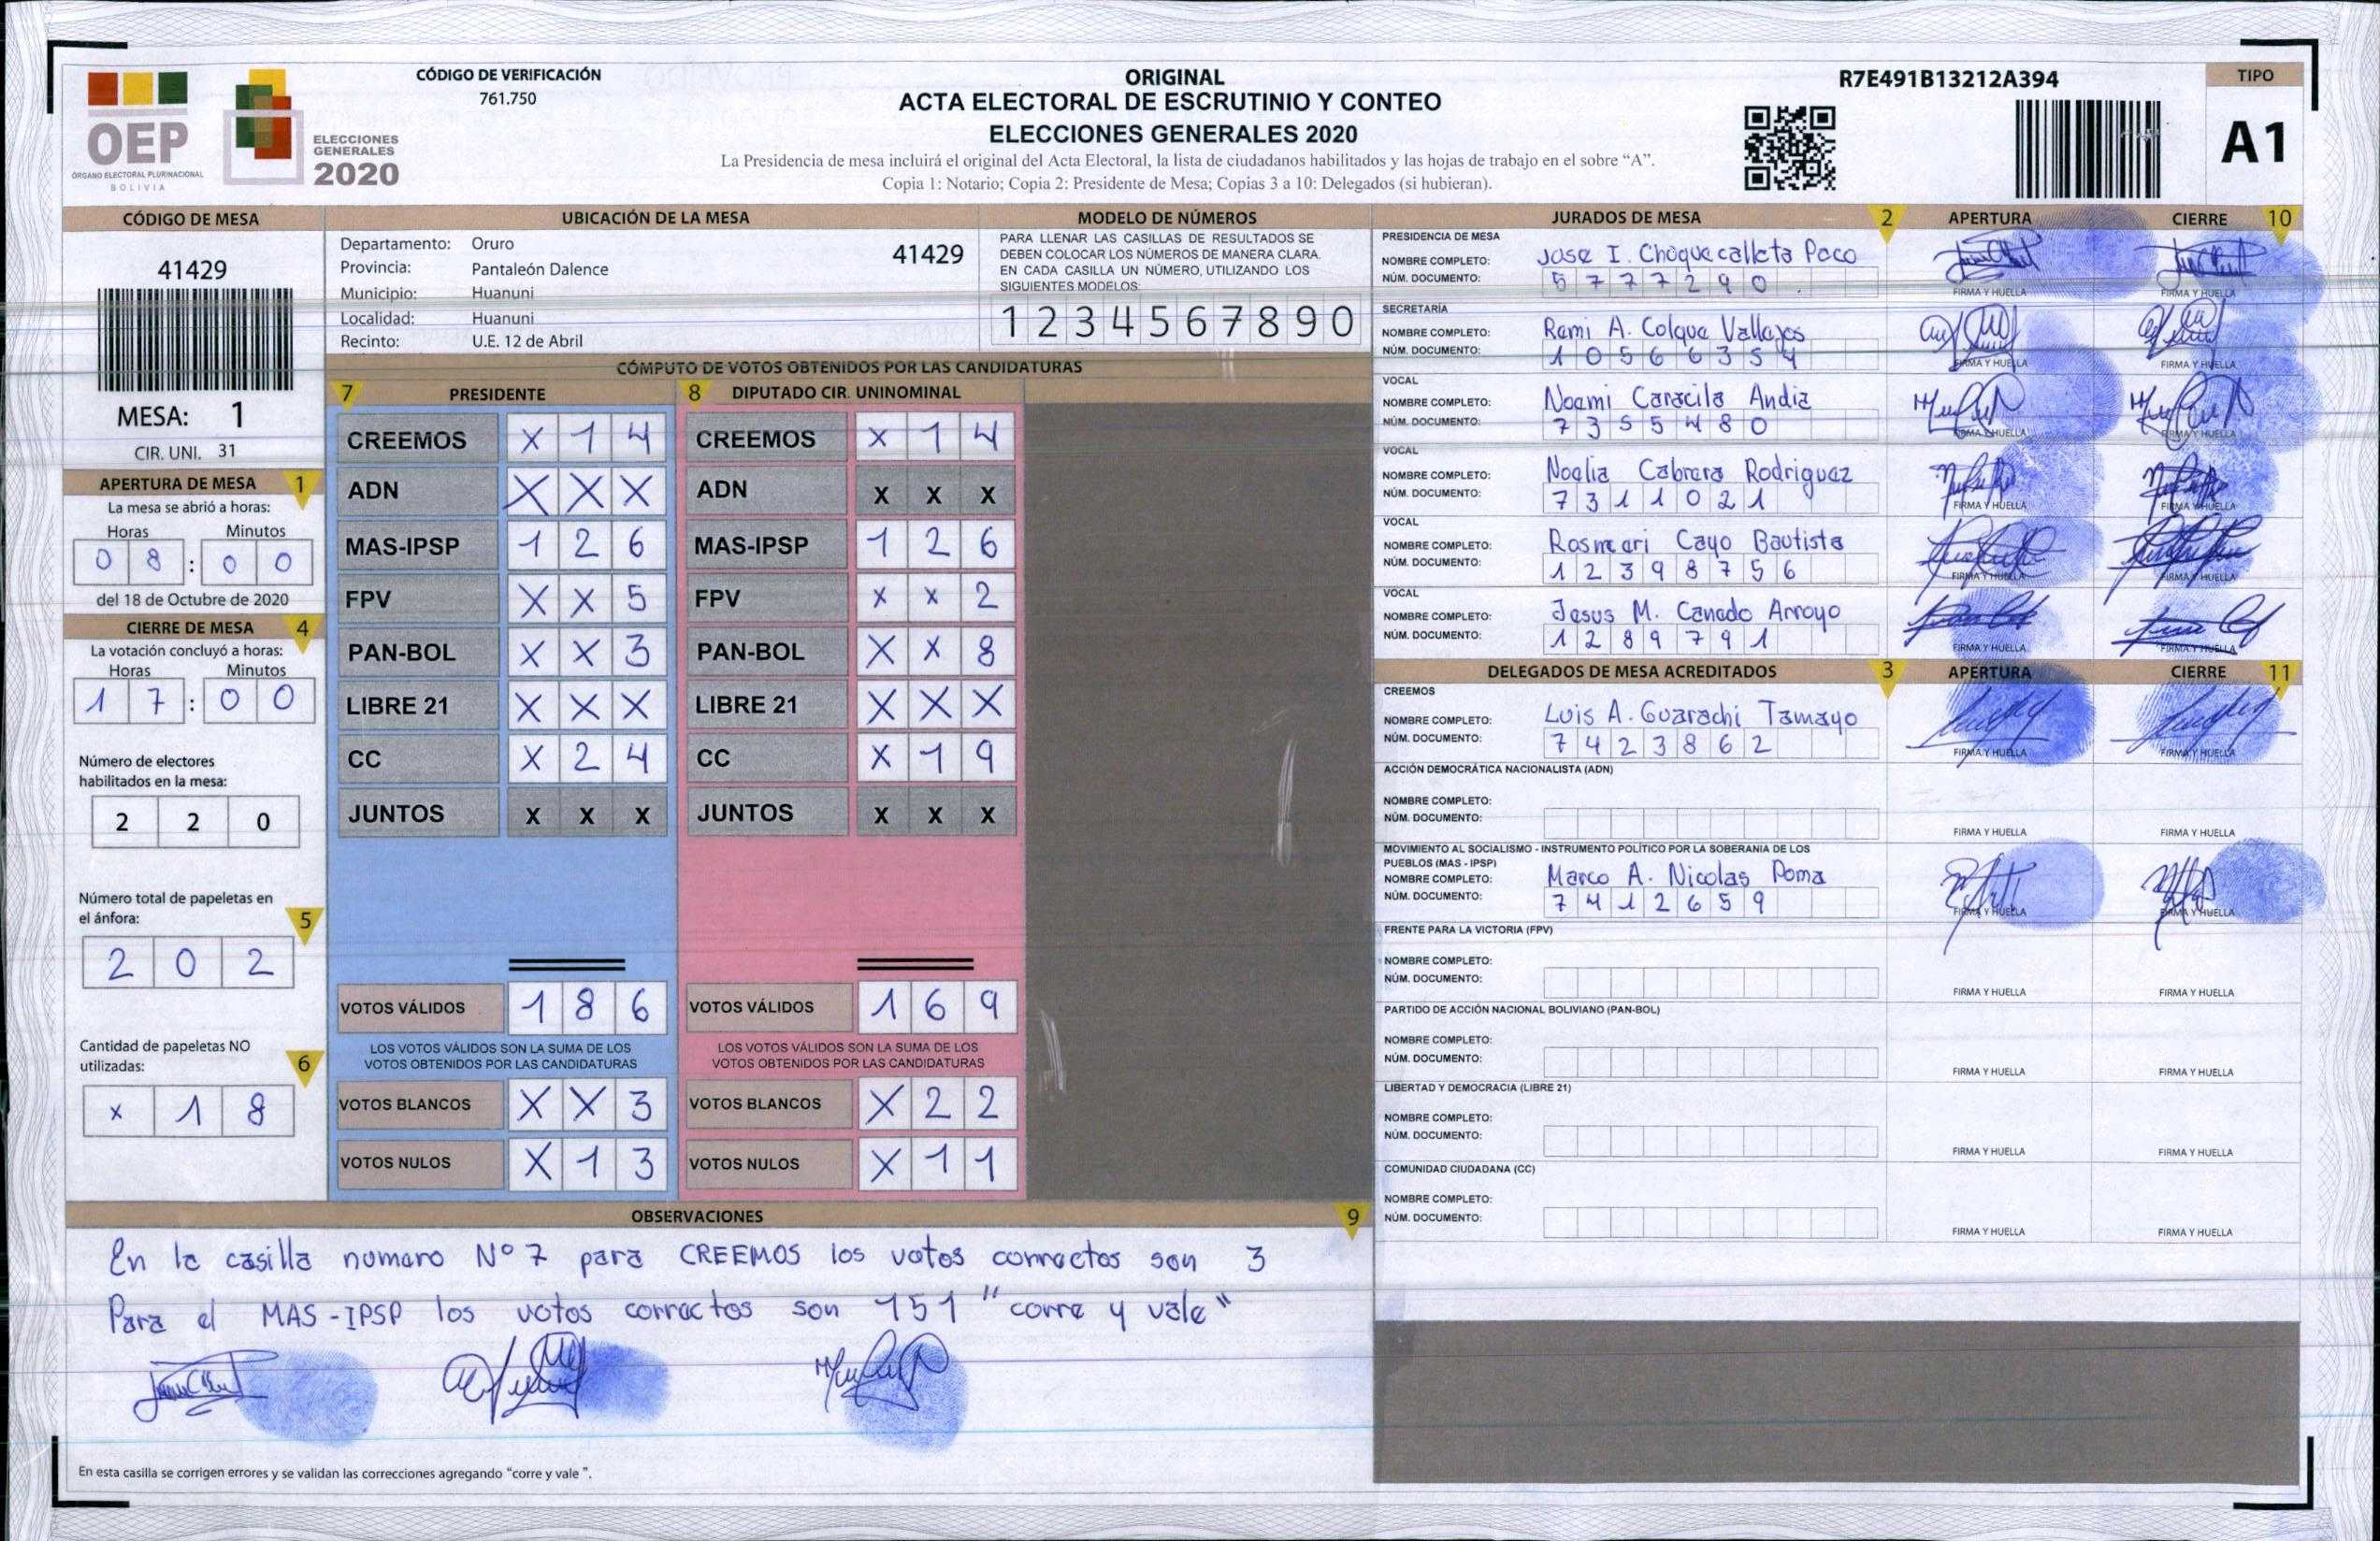 OEP
ÓRGANO ELECTORAL PLURINACIONAL
BOLIVIA
ELECCIONES
GENERALES
2020
CÓDIGO DE VERIFICACIÓN
761.750
ORIGINAL
ACTA ELECTORAL DE ESCRUTINIO Y CONTEO
ELECCIONES GENERALES 2020
La Presidencia de mesa incluirá el original del Acta Electoral, la lista de ciudadanos habilitados y las hojas de trabajo en el sobre “A”.
Copia 1: Notario; Copia 2: Presidente de Mesa; Copias 3 a 10: Delegados (si hubieran).
R7E491B13212A394
TIPO
A1
CÓDIGO DE MESA
41429
MESA: 1
CIR. UNI. 31
APERTURA DE MESA 1
La mesa se abrió a horas:
Horas Minutos
0 8 : 0 0
del 18 de Octubre de 2020
CIERRE DE MESA 4
La votación concluyó a horas:
Horas Minutos
1 7 : 0 0
Número de electores
habilitados en la mesa:
2 2 0
Número total de papeletas en
el ánfora: 5
2 0 2
Cantidad de papeletas NO
utilizadas: 6
x 1 8
UBICACIÓN DE LA MESA
Departamento: Oruro 41429
Provincia: Pantaleón Dalence
Municipio: Huanuni
Localidad: Huanuni
Recinto: U.E. 12 de Abril
MODELO DE NÚMEROS
PARA LLENAR LAS CASILLAS DE RESULTADOS SE
DEBEN COLOCAR LOS NÚMEROS DE MANERA CLARA.
EN CADA CASILLA UN NÚMERO, UTILIZANDO LOS
SIGUIENTES MODELOS:
1 2 3 4 5 6 7 8 9 0
CÓMPUTO DE VOTOS OBTENIDOS POR LAS CANDIDATURAS
7 PRESIDENTE
CREEMOS X 1 4
ADN X X X
MAS-IPSP 1 2 6
FPV X X 5
PAN-BOL X X 3
LIBRE 21 X X X
CC X 2 4
JUNTOS X X X
VOTOS VÁLIDOS 1 8 6
LOS VOTOS VÁLIDOS SON LA SUMA DE LOS
VOTOS OBTENIDOS POR LAS CANDIDATURAS
VOTOS BLANCOS X X 3
VOTOS NULOS X 1 3
8 DIPUTADO CIR. UNINOMINAL
CREEMOS X 1 4
ADN X X X
MAS-IPSP 1 2 6
FPV X X 2
PAN-BOL X X 8
LIBRE 21 X X X
CC X 1 9
JUNTOS X X X
VOTOS VÁLIDOS 1 6 9
LOS VOTOS VÁLIDOS SON LA SUMA DE LOS
VOTOS OBTENIDOS POR LAS CANDIDATURAS
VOTOS BLANCOS X 2 2
VOTOS NULOS X 1 1
OBSERVACIONES 9
En la casilla numero Nº 7 para CREEMOS los votos correctos son 3
Para el MAS-IPSP los votos correctos son 151 "corre y vale"
En esta casilla se corrigen errores y se validan las correcciones agregando “corre y vale ”.
JURADOS DE MESA 2 APERTURA CIERRE 10
PRESIDENCIA DE MESA
NOMBRE COMPLETO: Jose I. Choquecallata Paco
NÚM. DOCUMENTO: 5 7 7 7 2 9 0
FIRMA Y HUELLA FIRMA Y HUELLA
SECRETARÍA
NOMBRE COMPLETO: Remi A. Colque Vallejos
NÚM. DOCUMENTO: 1 0 5 6 6 3 5 4
FIRMA Y HUELLA FIRMA Y HUELLA
VOCAL
NOMBRE COMPLETO: Noemi Caracila Andia
NÚM. DOCUMENTO: 7 3 5 5 4 8 0
FIRMA Y HUELLA FIRMA Y HUELLA
VOCAL
NOMBRE COMPLETO: Noelia Cabrera Rodriguez
NÚM. DOCUMENTO: 7 3 1 1 0 2 1
FIRMA Y HUELLA FIRMA Y HUELLA
VOCAL
NOMBRE COMPLETO: Rosmeri Cayo Bautista
NÚM. DOCUMENTO: 1 2 3 9 8 7 5 6
FIRMA Y HUELLA FIRMA Y HUELLA
VOCAL
NOMBRE COMPLETO: Jesus M. Canedo Arroyo
NÚM. DOCUMENTO: 1 2 8 9 7 9 1
FIRMA Y HUELLA FIRMA Y HUELLA
DELEGADOS DE MESA ACREDITADOS 3 APERTURA CIERRE 11
CREEMOS
NOMBRE COMPLETO: Luis A. Guarachi Tamayo
NÚM. DOCUMENTO: 7 4 2 3 8 6 2
FIRMA Y HUELLA FIRMA Y HUELLA
ACCIÓN DEMOCRÁTICA NACIONALISTA (ADN)
NOMBRE COMPLETO:
NÚM. DOCUMENTO:
FIRMA Y HUELLA FIRMA Y HUELLA
MOVIMIENTO AL SOCIALISMO - INSTRUMENTO POLÍTICO POR LA SOBERANIA DE LOS
PUEBLOS (MAS - IPSP)
NOMBRE COMPLETO: Marco A. Nicolas Poma
NÚM. DOCUMENTO: 7 4 1 2 6 5 9
FIRMA Y HUELLA FIRMA Y HUELLA
FRENTE PARA LA VICTORIA (FPV)
NOMBRE COMPLETO:
NÚM. DOCUMENTO:
FIRMA Y HUELLA FIRMA Y HUELLA
PARTIDO DE ACCIÓN NACIONAL BOLIVIANO (PAN-BOL)
NOMBRE COMPLETO:
NÚM. DOCUMENTO:
FIRMA Y HUELLA FIRMA Y HUELLA
LIBERTAD Y DEMOCRACIA (LIBRE 21)
NOMBRE COMPLETO:
NÚM. DOCUMENTO:
FIRMA Y HUELLA FIRMA Y HUELLA
COMUNIDAD CIUDADANA (CC)
NOMBRE COMPLETO:
NÚM. DOCUMENTO:
FIRMA Y HUELLA FIRMA Y HUELLA